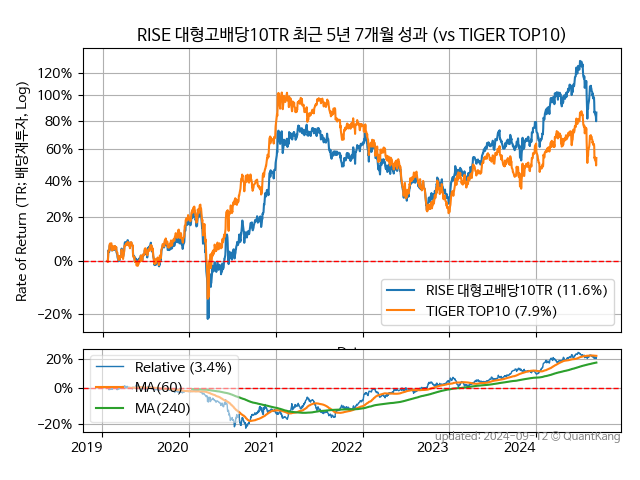 RISE 대형고배당10TR 최근 5년 7개월 성과 (vs TIGER TOP10)
Rate of Return (TR: 배당재투자, Log)
120%
100%
80%
60%
40%
20%
0%
−20%
RISE 대형고배당10TR (11.6%)
TIGER TOP10 (7.9%)
20%
0%
−20%
Relative (3.4%)
MA(60)
MA(240)
2019
2020
2021
2022
2023
2024
updated: 2024-09-12 © QuantKang